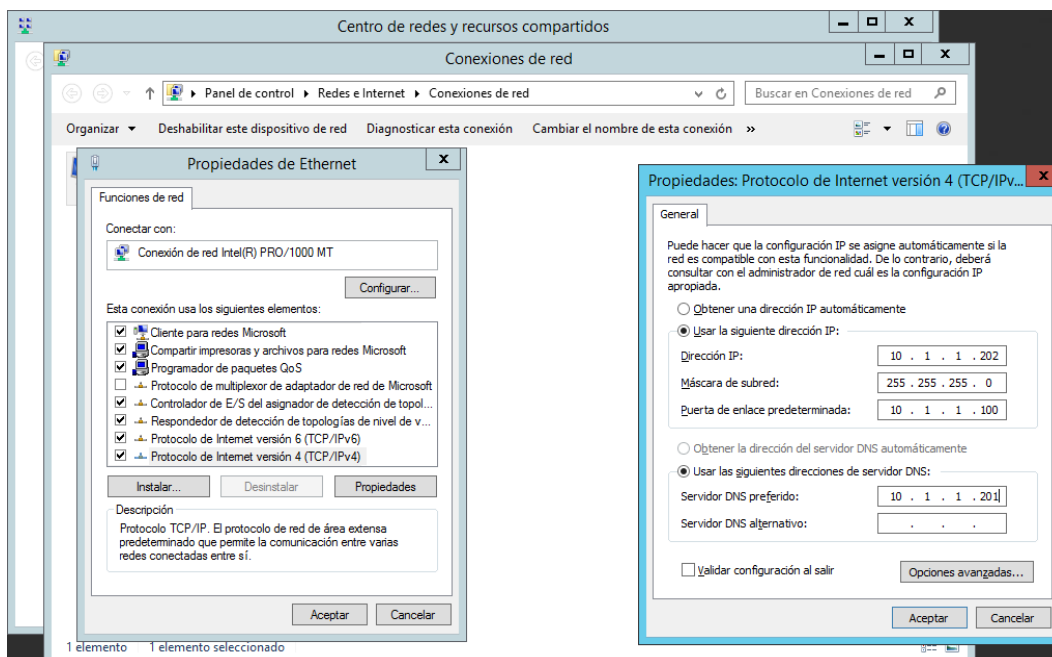 Centro de redes y recursos compartidos
Conexiones de red
Panel de control Redes e Internet Conexiones de red
Buscar en Conexiones de red
Organizar Deshabilitar este dispositivo de red Diagnosticar esta conexión Cambiar el nombre de esta conexión »
Propiedades de Ethernet
Funciones de red
Conectar con:
Conexión de red Intel(R) PRO/1000 MT
Configurar...
Esta conexión usa los siguientes elementos:
Cliente para redes Microsoft
Compartir impresoras y archivos para redes Microsoft
Programador de paquetes QoS
Protocolo de multiplexor de adaptador de red de Microsoft
Controlador de E/S del asignador de detección de topol...
Respondedor de detección de topologías de nivel de v...
Protocolo de Internet versión 6 (TCP/IPv6)
Protocolo de Internet versión 4 (TCP/IPv4)
Instalar... Desinstalar Propiedades
Descripción
Protocolo TCP/IP. El protocolo de red de área extensa
predeterminado que permite la comunicación entre varias
redes conectadas entre sí.
Aceptar Cancelar
Propiedades: Protocolo de Internet versión 4 (TCP/IPv...
General
Puede hacer que la configuración IP se asigne automáticamente si la
red es compatible con esta funcionalidad. De lo contrario, deberá
consultar con el administrador de red cuál es la configuración IP
apropiada.
Obtener una dirección IP automáticamente
Usar la siguiente dirección IP:
Dirección IP: 10 . 1 . 1 . 202
Máscara de subred: 255 . 255 . 255 . 0
Puerta de enlace predeterminada: 10 . 1 . 1 . 100
Obtener la dirección del servidor DNS automáticamente
Usar las siguientes direcciones de servidor DNS:
Servidor DNS preferido: 10 . 1 . 1 . 201
Servidor DNS alternativo: . . .
Validar configuración al salir
Opciones avanzadas...
Aceptar Cancelar
1 elemento 1 elemento seleccionado